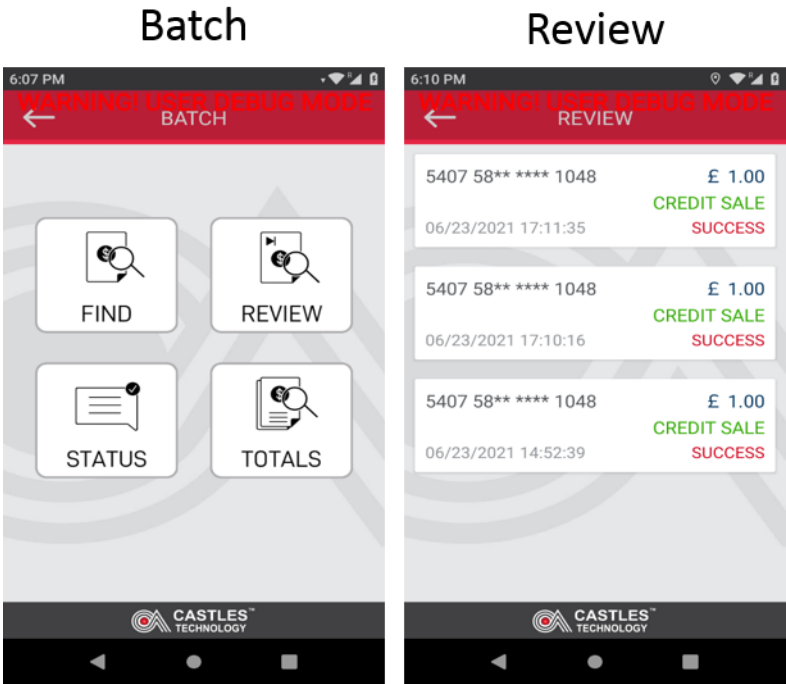 Batch
6:07 PM
WARNING! USER DEBUG MODE
BATCH
FIND
REVIEW
STATUS
TOTALS
CASTLES™
TECHNOLOGY
Review
6:10 PM
WARNING! USER DEBUG MODE
REVIEW
5407 58** **** 1048 £ 1.00
CREDIT SALE
06/23/2021 17:11:35 SUCCESS
5407 58** **** 1048 £ 1.00
CREDIT SALE
06/23/2021 17:10:16 SUCCESS
5407 58** **** 1048 £ 1.00
CREDIT SALE
06/23/2021 14:52:39 SUCCESS
CASTLES™
TECHNOLOGY